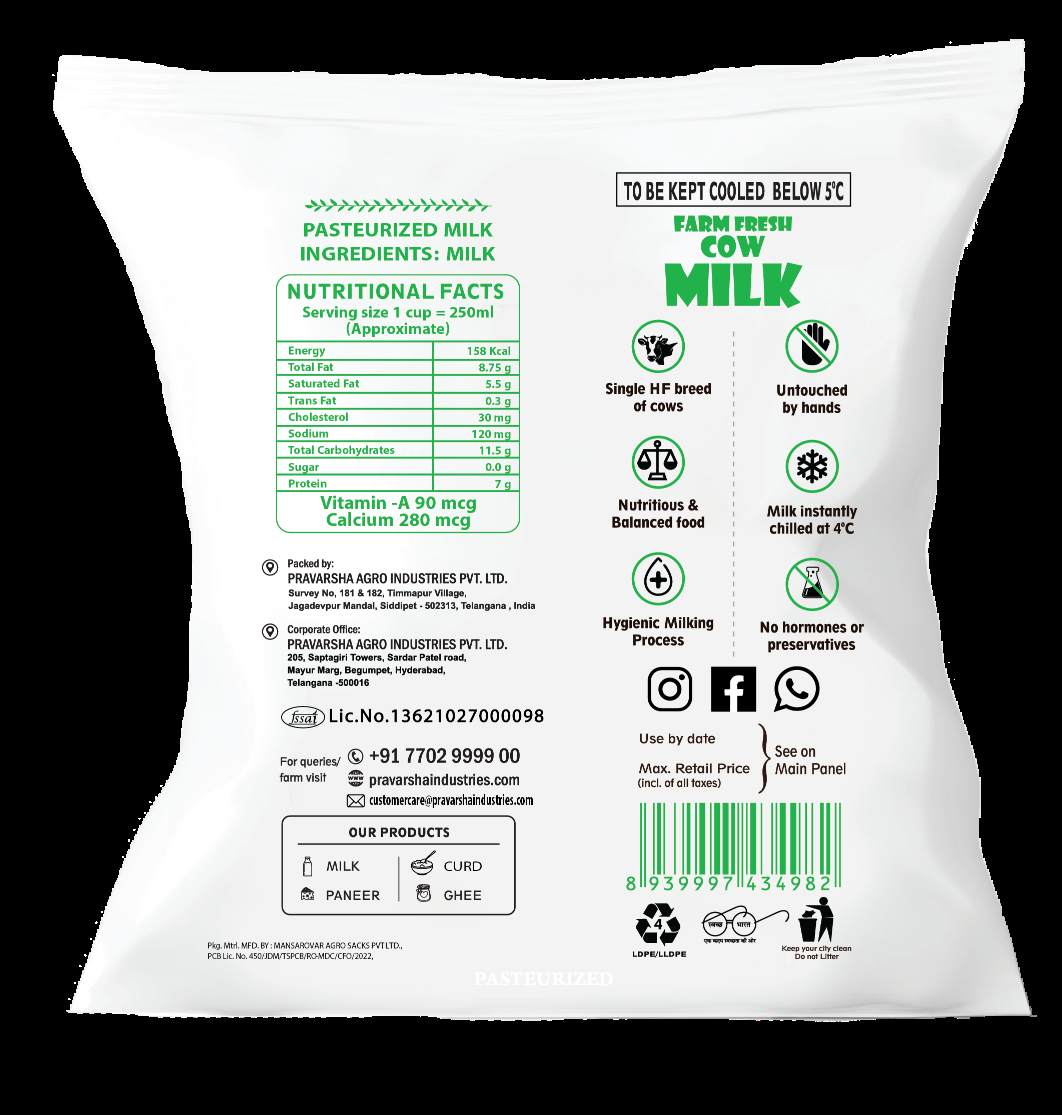 TO BE KEPT COOLED BELOW 5°C
PASTEURIZED MILK
INGREDIENTS: MILK
NUTRITIONAL FACTS
Serving size 1 cup = 250ml
(Approximate)
Energy 158 Kcal
Total Fat 8.75 g
Saturated Fat 5.5 g
Trans Fat 0.3 g
Cholesterol 30 mg
Sodium 120 mg
Total Carbohydrates 11.5 g
Sugar 0.0 g
Protein 7 g
Vitamin -A 90 mcg
Calcium 280 mcg
Packed by:
PRAVARSHA AGRO INDUSTRIES PVT. LTD.
Survey No, 181 & 182, Timmapur Village,
Jagadevpur Mandal, Siddipet - 502313, Telangana , India
Corporate Office:
PRAVARSHA AGRO INDUSTRIES PVT. LTD.
205, Saptagiri Towers, Sardar Patel road,
Mayur Marg, Begumpet, Hyderabad,
Telangana -500016
fssai Lic.No.13621027000098
For queries/
farm visit
+91 7702 9999 00
www pravarshaindustries.com
customercare@pravarshaindustries.com
OUR PRODUCTS
MILK CURD
PANEER GHEE
Pkg. Mtrl. MFD. BY : MANSAROVAR AGRO SACKS PVT LTD.,
PCB Lic. No. 450/JDM/TSPCB/RO-MDC/CFO/2022,
FARM FRESH
COW
MILK
Single HF breed
of cows
Untouched
by hands
Nutritious &
Balanced food
Milk instantly
chilled at 4°C
Hygienic Milking
Process
No hormones or
preservatives
Use by date
Max. Retail Price
(incl. of all taxes)
See on
Main Panel
8 939997 434982
4
LDPE/LLDPE
स्वच्छ भारत
एक कदम स्वच्छता की ओर
Keep your city clean
Do not Litter
PASTEURIZED